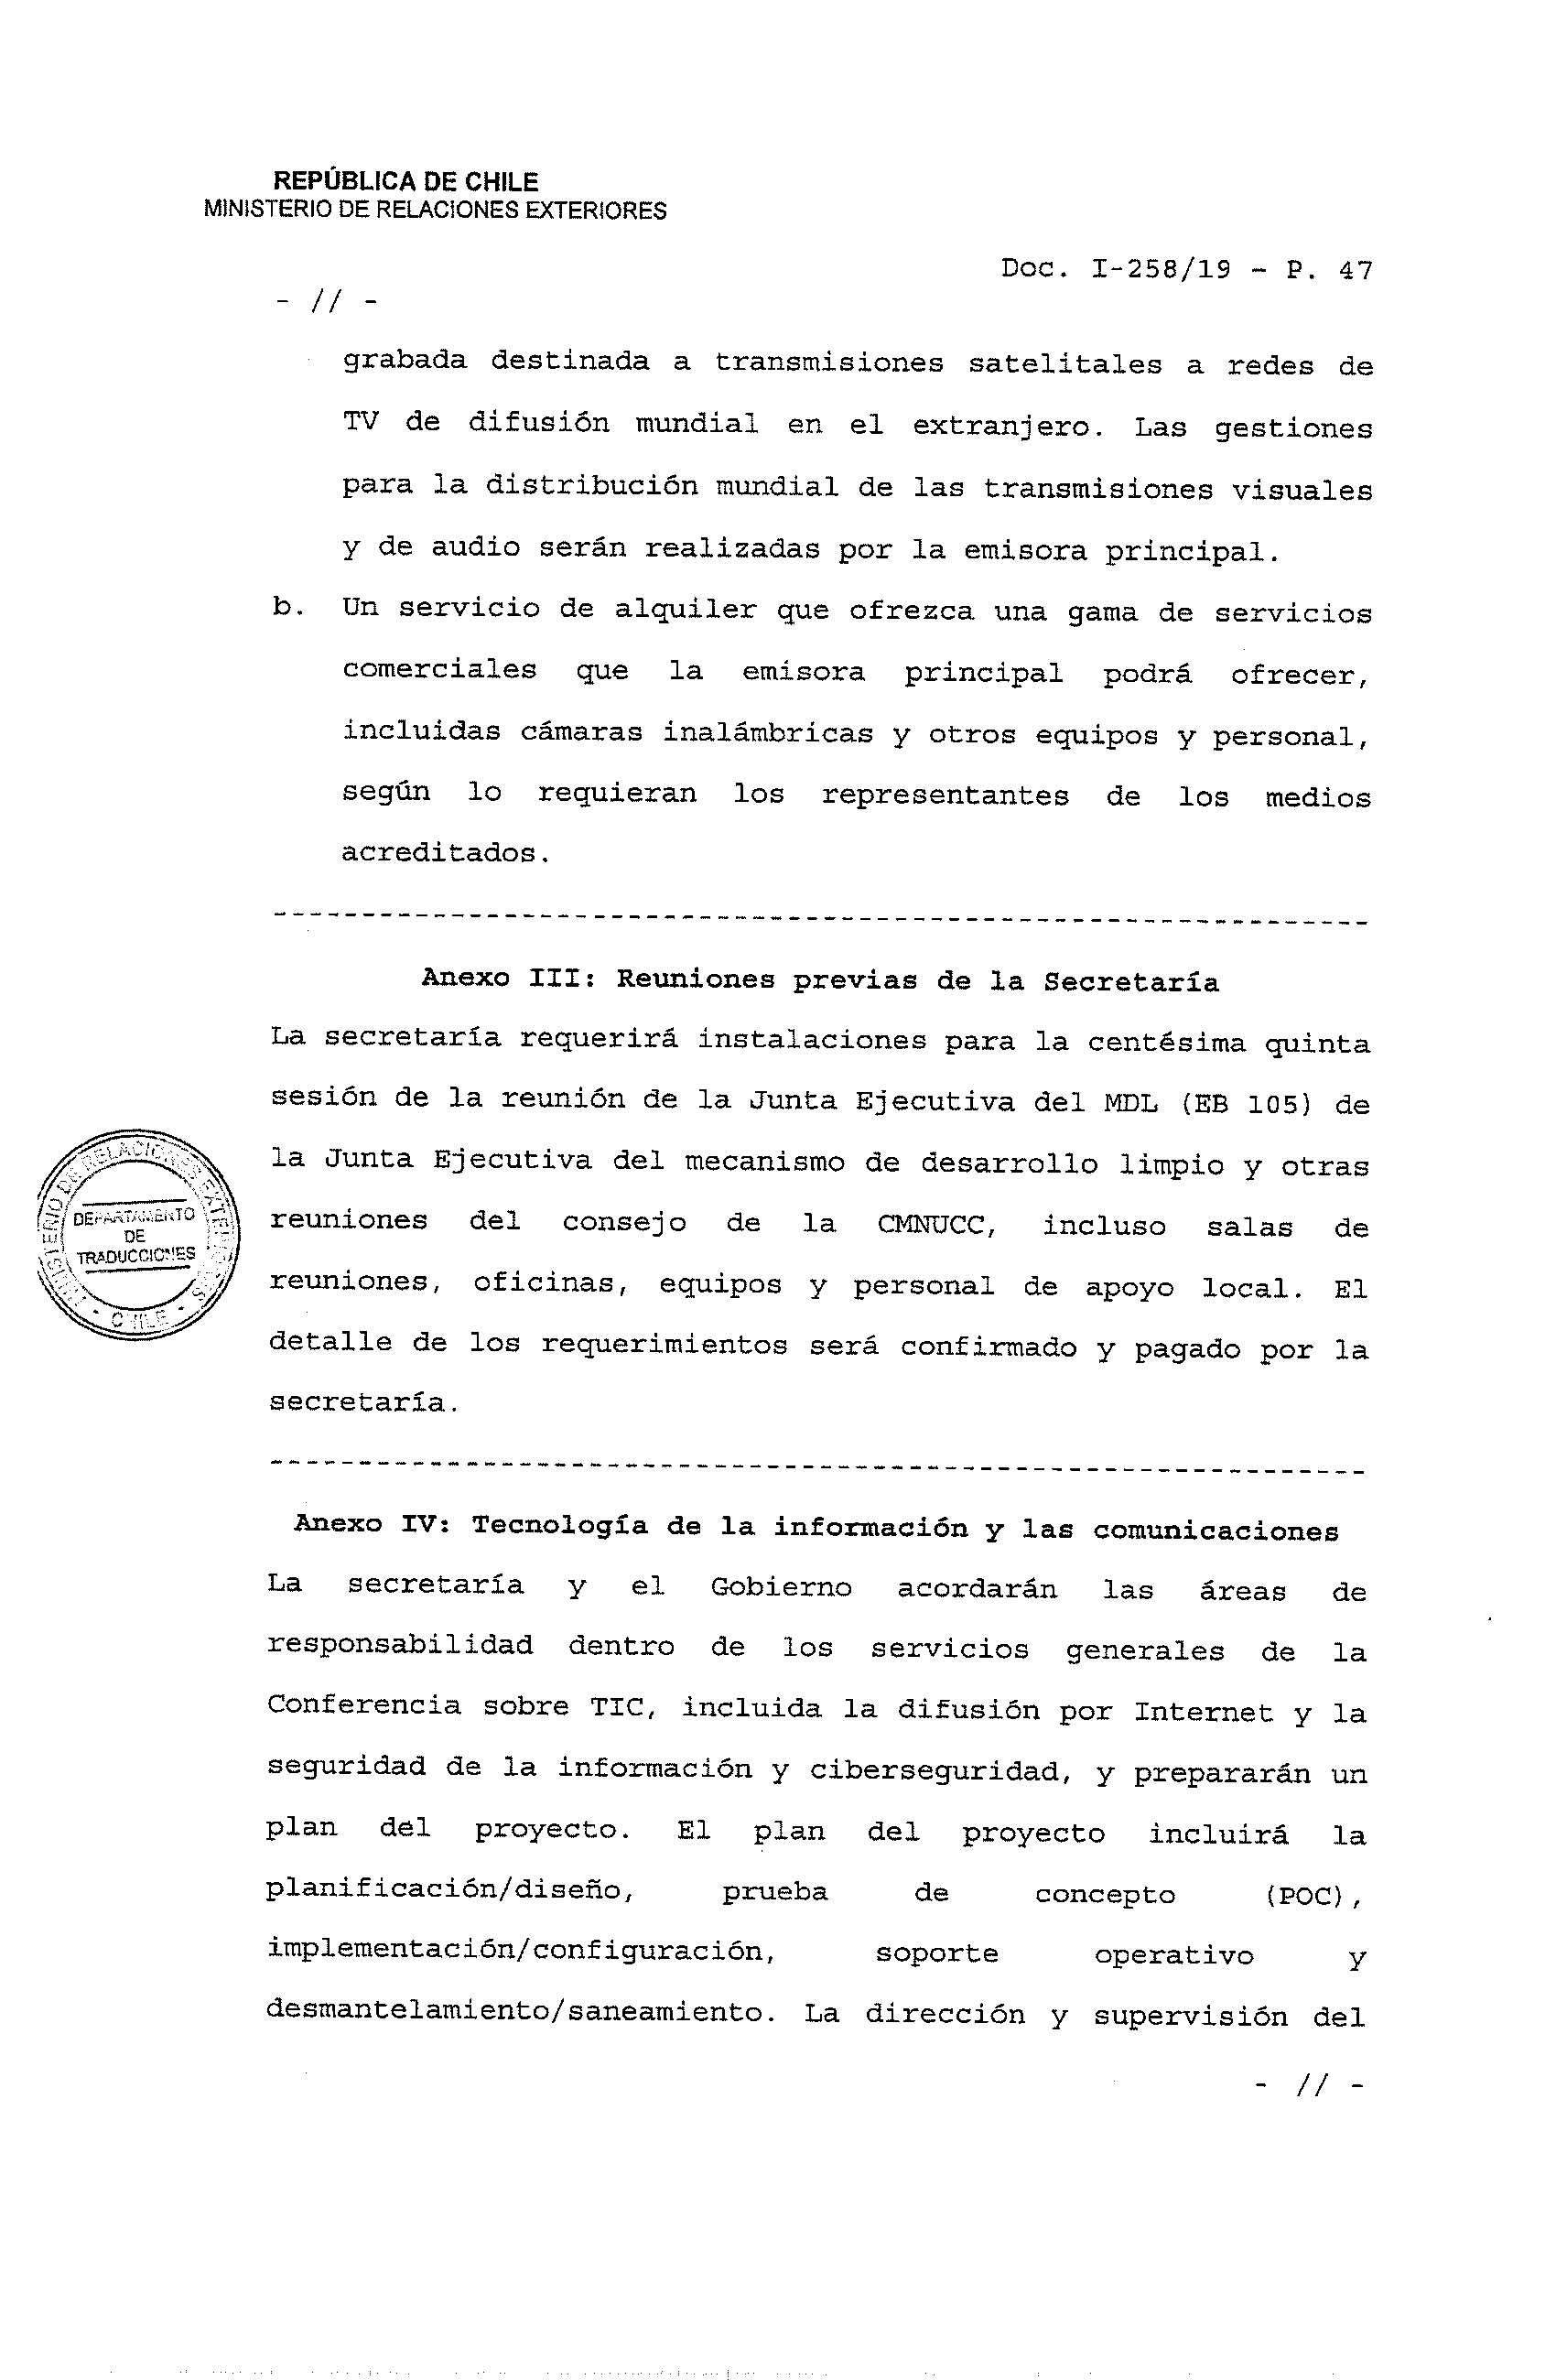 REPÚBLICA DE CHILE
MINISTERIO DE RELACIONES EXTERIORES
Doc. I-258/19 - P. 47
- // -
grabada destinada a transmisiones satelitales a redes de
TV de difusión mundial en el extranjero. Las gestiones
para la distribución mundial de las transmisiones visuales
y de audio serán realizadas por la emisora principal.
b. Un servicio de alquiler que ofrezca una gama de servicios
comerciales que la emisora principal podrá ofrecer,
incluidas cámaras inalámbricas y otros equipos y personal,
según lo requieran los representantes de los medios
acreditados.
--------------------------------------------------------------
Anexo III: Reuniones previas de la Secretaría
La secretaría requerirá instalaciones para la centésima quinta
sesión de la reunión de la Junta Ejecutiva del MDL (EB 105) de
la Junta Ejecutiva del mecanismo de desarrollo limpio y otras
reuniones del consejo de la CMNUCC, incluso salas de
reuniones, oficinas, equipos y personal de apoyo local. El
detalle de los requerimientos será confirmado y pagado por la
secretaría.
--------------------------------------------------------------
Anexo IV: Tecnología de la información y las comunicaciones
La secretaría y el Gobierno acordarán las áreas de
responsabilidad dentro de los servicios generales de la
Conferencia sobre TIC, incluida la difusión por Internet y la
seguridad de la información y ciberseguridad, y prepararán un
plan del proyecto. El plan del proyecto incluirá la
planificación/diseño, prueba de concepto (POC),
implementación/configuración, soporte operativo y
desmantelamiento/saneamiento. La dirección y supervisión del
- // -
MINISTERIO DE RELACIONES EXTERIORES
DEPARTAMENTO
DE
TRADUCCIONES
- CHILE -